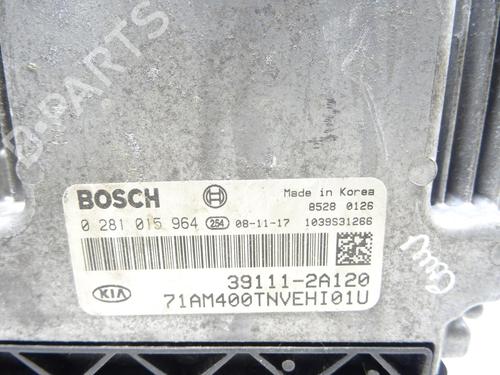 B-PARTS
BOSCH
Made in Korea
8528 0126
0 281 015 964 254 08-11-17 1039S31266
39111-2A120
KIA
71AM400TNVEHI01U